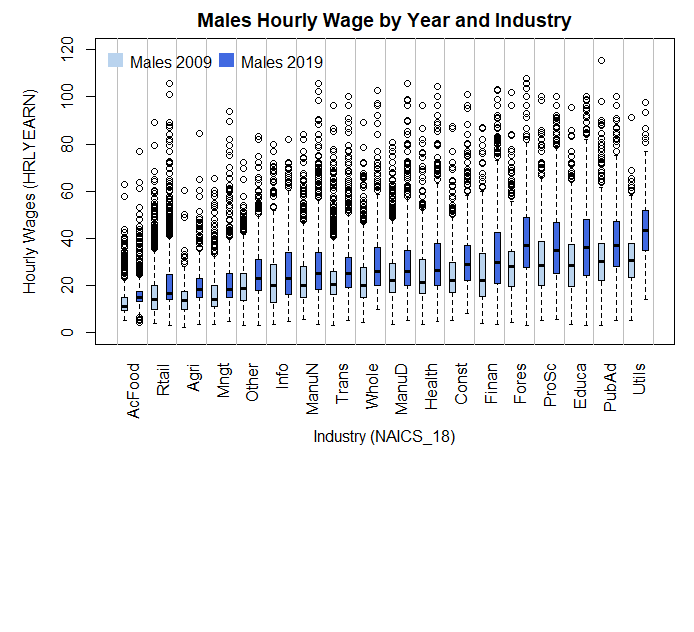 Males Hourly Wage by Year and Industry
Males 2009 Males 2019
Hourly Wages (HRLYEARN)
120
100
80
60
40
20
0
AcFood Rtail Agri Mngt Other Info ManuN Trans Whole ManuD Health Const Finan Fores ProSc Educa PubAd Utils
Industry (NAICS_18)